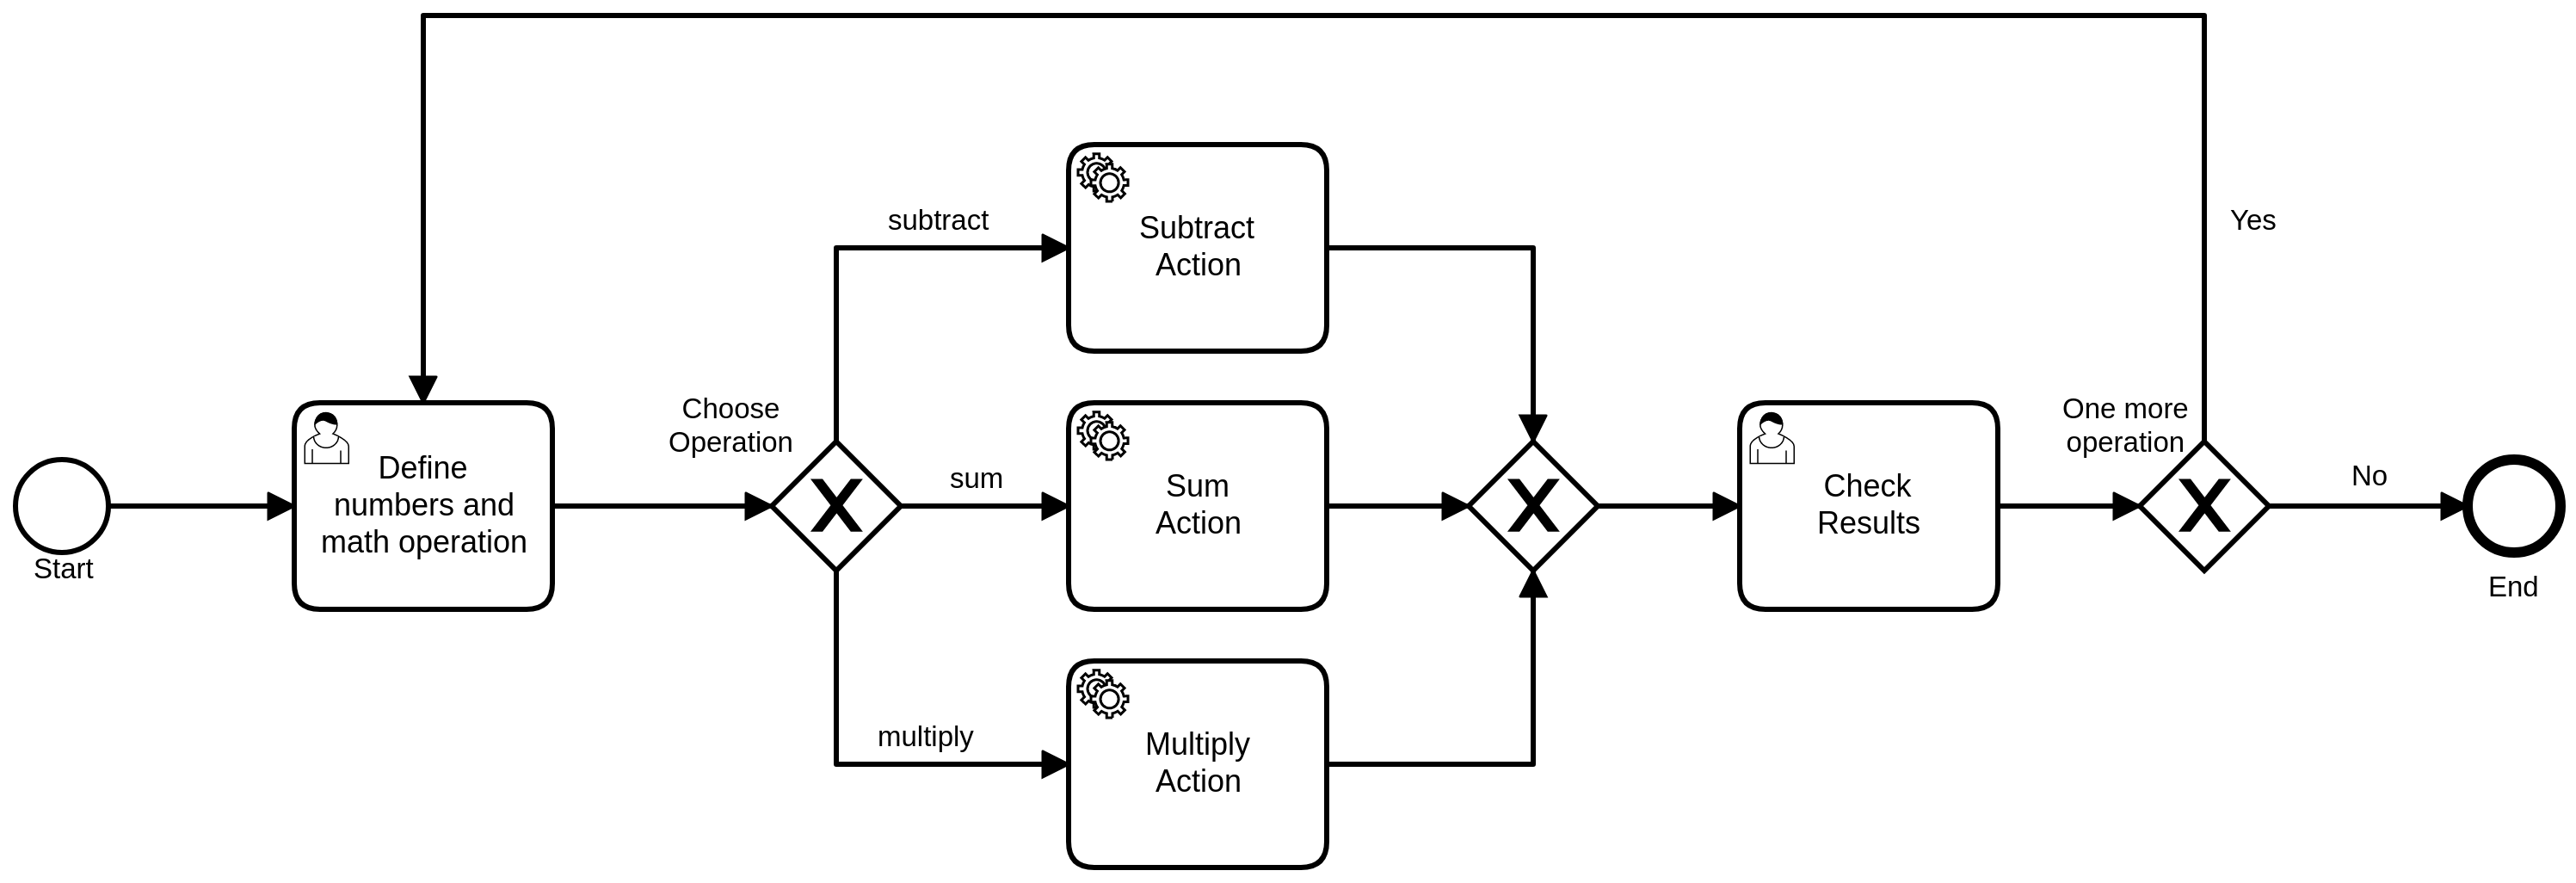 Start
Define
numbers and
math operation
Choose
Operation
subtract
Subtract
Action
sum
Sum
Action
multiply
Multiply
Action
Check
Results
One more
operation
Yes
No
End